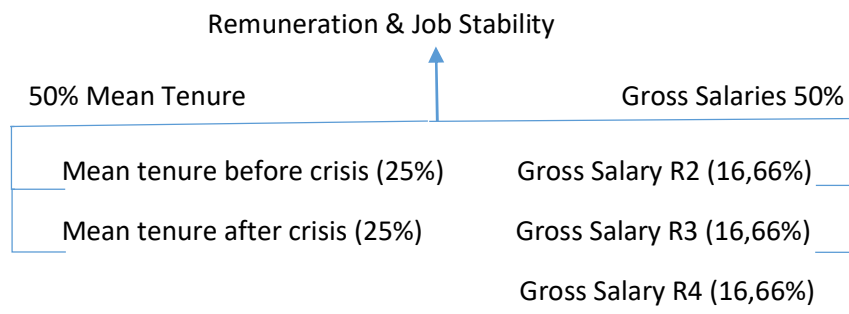 Remuneration & Job Stability
50% Mean Tenure Gross Salaries 50%
Mean tenure before crisis (25%) Gross Salary R2 (16,66%)
Mean tenure after crisis (25%) Gross Salary R3 (16,66%)
Gross Salary R4 (16,66%)